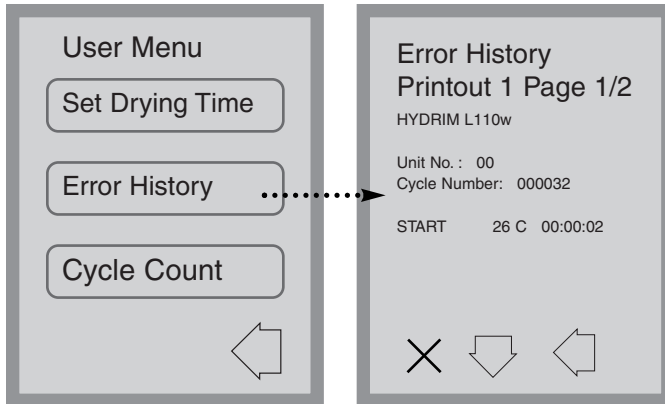 User Menu
Set Drying Time
Error History
Cycle Count
Error History
Printout 1 Page 1/2
HYDRIM L110w
Unit No. : 00
Cycle Number: 000032
START 26 C 00:00:02